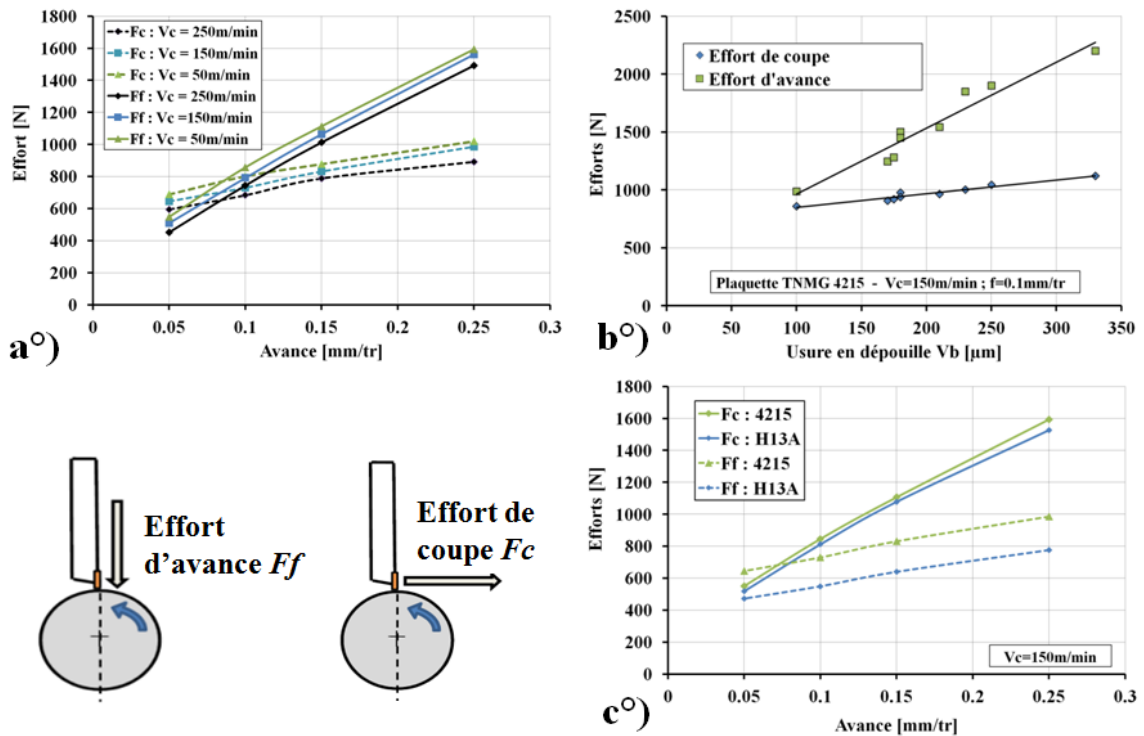 Fc : Vc = 250m/min
Fc : Vc = 150m/min
Fc : Vc = 50m/min
Ff : Vc = 250m/min
Ff : Vc =150m/min
Ff : Vc = 50m/min
1800
1600
1400
1200
1000
800
600
400
200
0
Effort [N]
0
0.05
0.1
0.15
0.2
0.25
0.3
Avance [mm/tr]
a°)
Effort de coupe
Effort d'avance
2500
2000
1500
1000
500
0
Efforts [N]
Plaquette TNMG 4215 - Vc=150m/min ; f=0.1mm/tr
0
50
100
150
200
250
300
350
Usure en dépouille Vb [µm]
b°)
Effort
d’avance Ff
Effort de
coupe Fc
Fc : 4215
Fc : H13A
Ff : 4215
Ff : H13A
1800
1600
1400
1200
1000
800
600
400
200
0
Efforts [N]
Vc=150m/min
0
0.05
0.1
0.15
0.2
0.25
0.3
Avance [mm/tr]
c°)